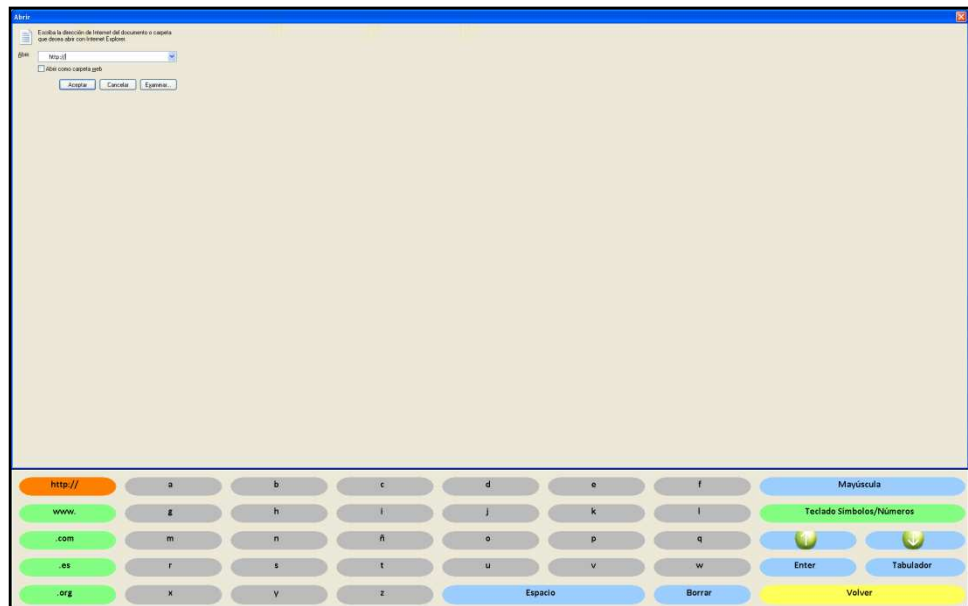 Abrir
Escriba la dirección de Internet del documento o carpeta
que desea abrir con Internet Explorer.
Abrir: http://
Abrir como carpeta web
Aceptar Cancelar Examinar...
http:// a b c d e f Mayúscula
www. g h i j k l Teclado Símbolos/Números
.com m n ñ o p q
.es r s t u v w Enter Tabulador
.org x y z Espacio Borrar Volver